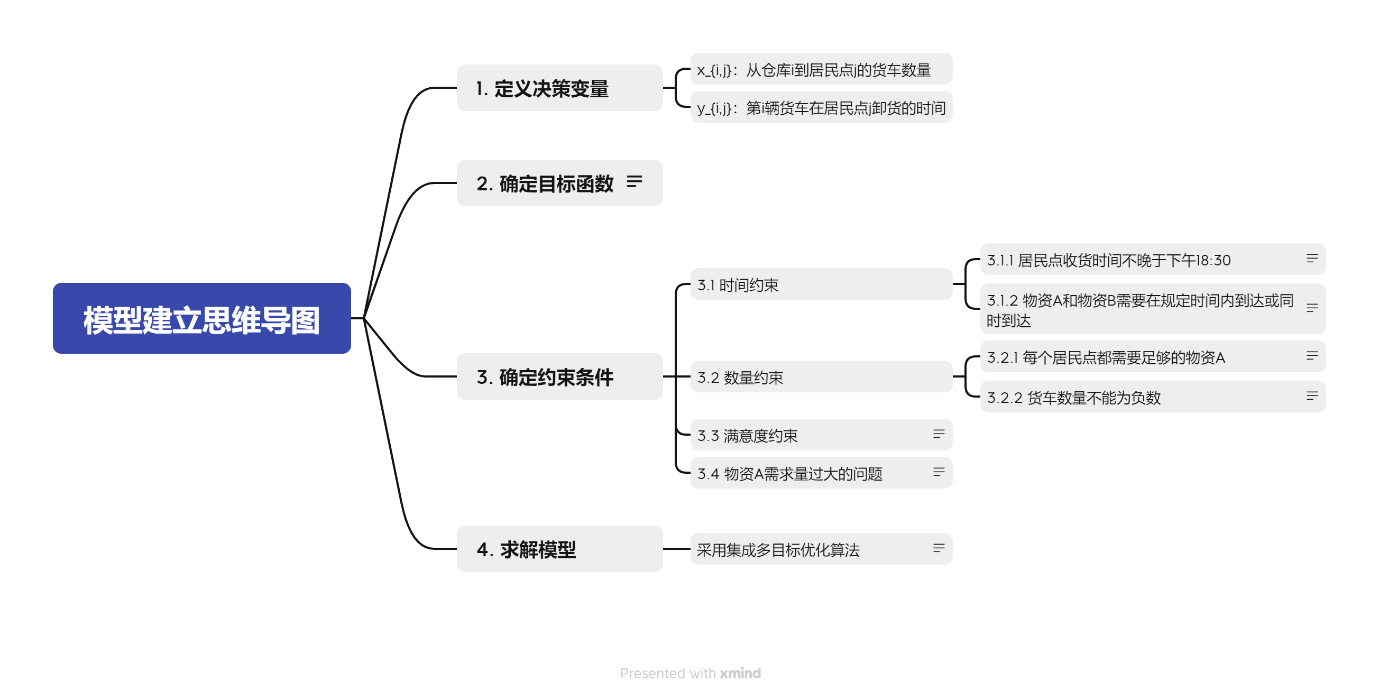 模型建立思维导图
1. 定义决策变量
x_{i,j}：从仓库i到居民点j的货车数量
y_{i,j}：第i辆货车在居民点j卸货的时间
2. 确定目标函数
3. 确定约束条件
3.1 时间约束
3.1.1 居民点收货时间不晚于下午18:30
3.1.2 物资A和物资B需要在规定时间内到达或同
时到达
3.2 数量约束
3.2.1 每个居民点都需要足够的物资A
3.2.2 货车数量不能为负数
3.3 满意度约束
3.4 物资A需求量过大的问题
4. 求解模型
采用集成多目标优化算法
Presented with xmind